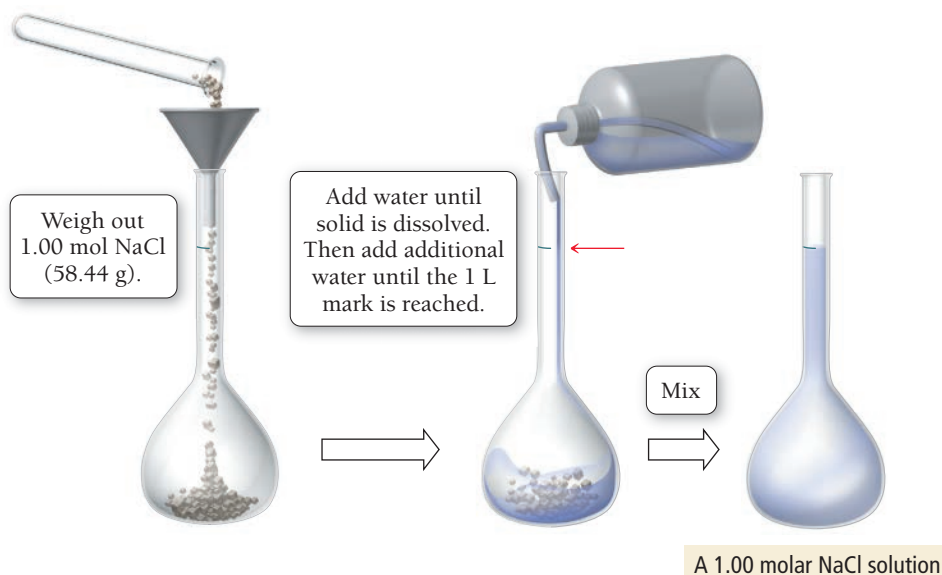 Weigh out
1.00 mol NaCl
(58.44 g).
Add water until
solid is dissolved.
Then add additional
water until the 1 L
mark is reached.
Mix
A 1.00 molar NaCl solution